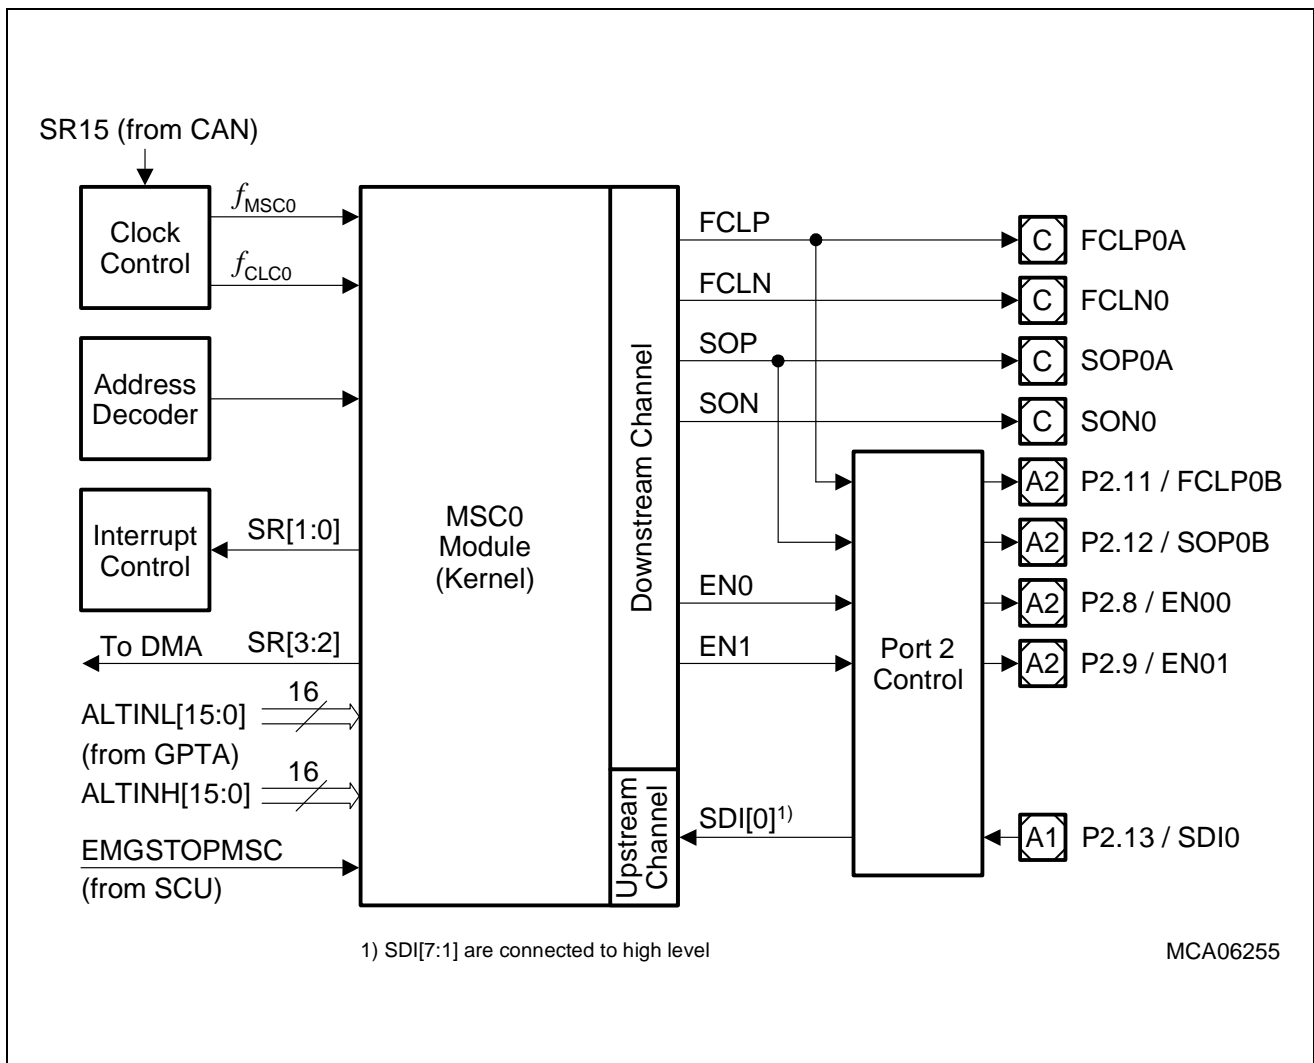 SR15 (from CAN)
Clock
Control
fMSC0
fCLC0
Address
Decoder
Interrupt
Control
SR[1:0]
To DMA
SR[3:2]
ALTINL[15:0]
16
(from GPTA)
ALTINH[15:0]
16
EMGSTOPMSC
(from SCU)
MSC0
Module
(Kernel)
Downstream Channel
Upstream
Channel
FCLP
FCLN
SOP
SON
EN0
EN1
SDI[0]1)
Port 2
Control
C FCLP0A
C FCLN0
C SOP0A
C SON0
A2 P2.11 / FCLP0B
A2 P2.12 / SOP0B
A2 P2.8 / EN00
A2 P2.9 / EN01
A1 P2.13 / SDI0
1) SDI[7:1] are connected to high level
MCA06255